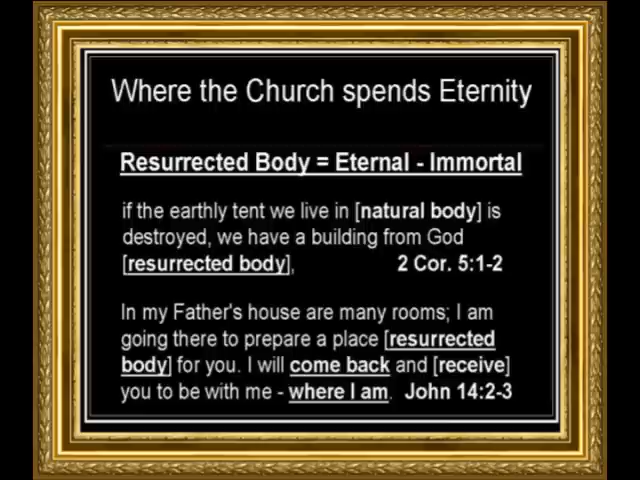 Where the Church spends Eternity
Resurrected Body = Eternal - Immortal
if the earthly tent we live in [natural body] is
destroyed, we have a building from God
[resurrected body], 2 Cor. 5:1-2
In my Father's house are many rooms; I am
going there to prepare a place [resurrected
body] for you. I will come back and [receive]
you to be with me - where I am. John 14:2-3